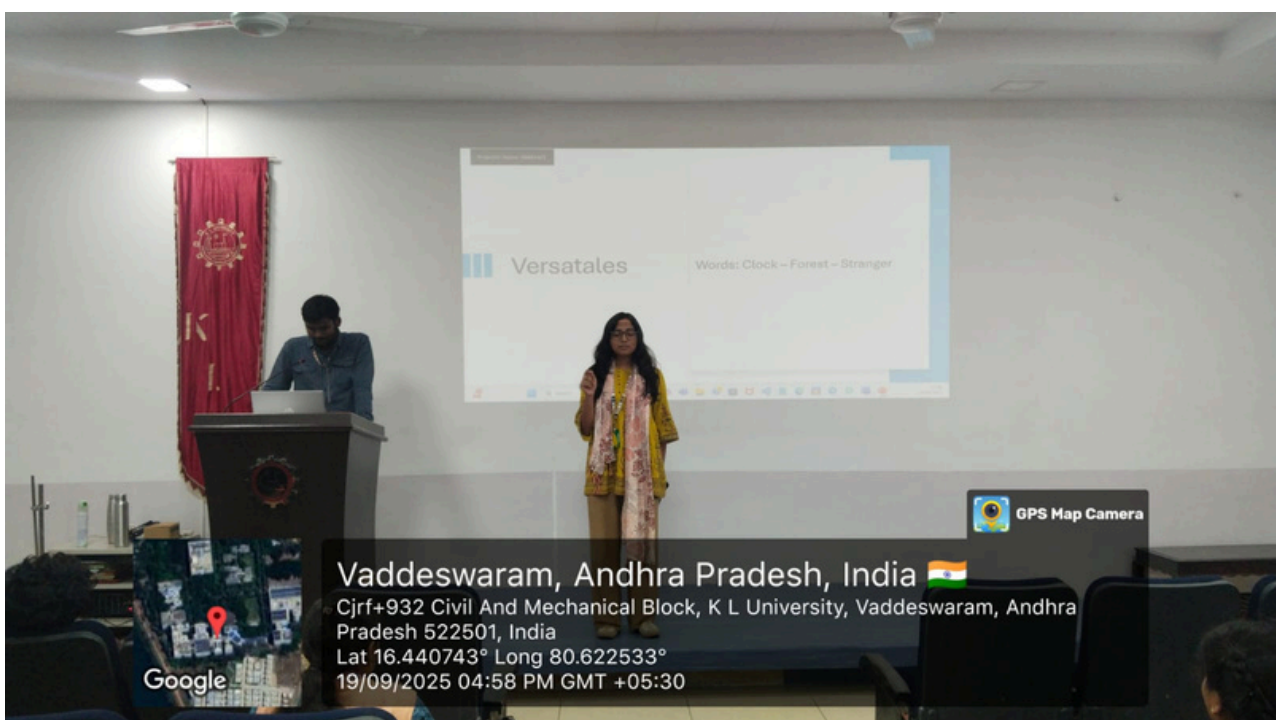 K
L
Versatales
Words: Clock – Forest – Stranger
GPS Map Camera
Vaddeswaram, Andhra Pradesh, India
Cjrf+932 Civil And Mechanical Block, K L University, Vaddeswaram, Andhra
Pradesh 522501, India
Lat 16.440743° Long 80.622533°
19/09/2025 04:58 PM GMT +05:30
Google